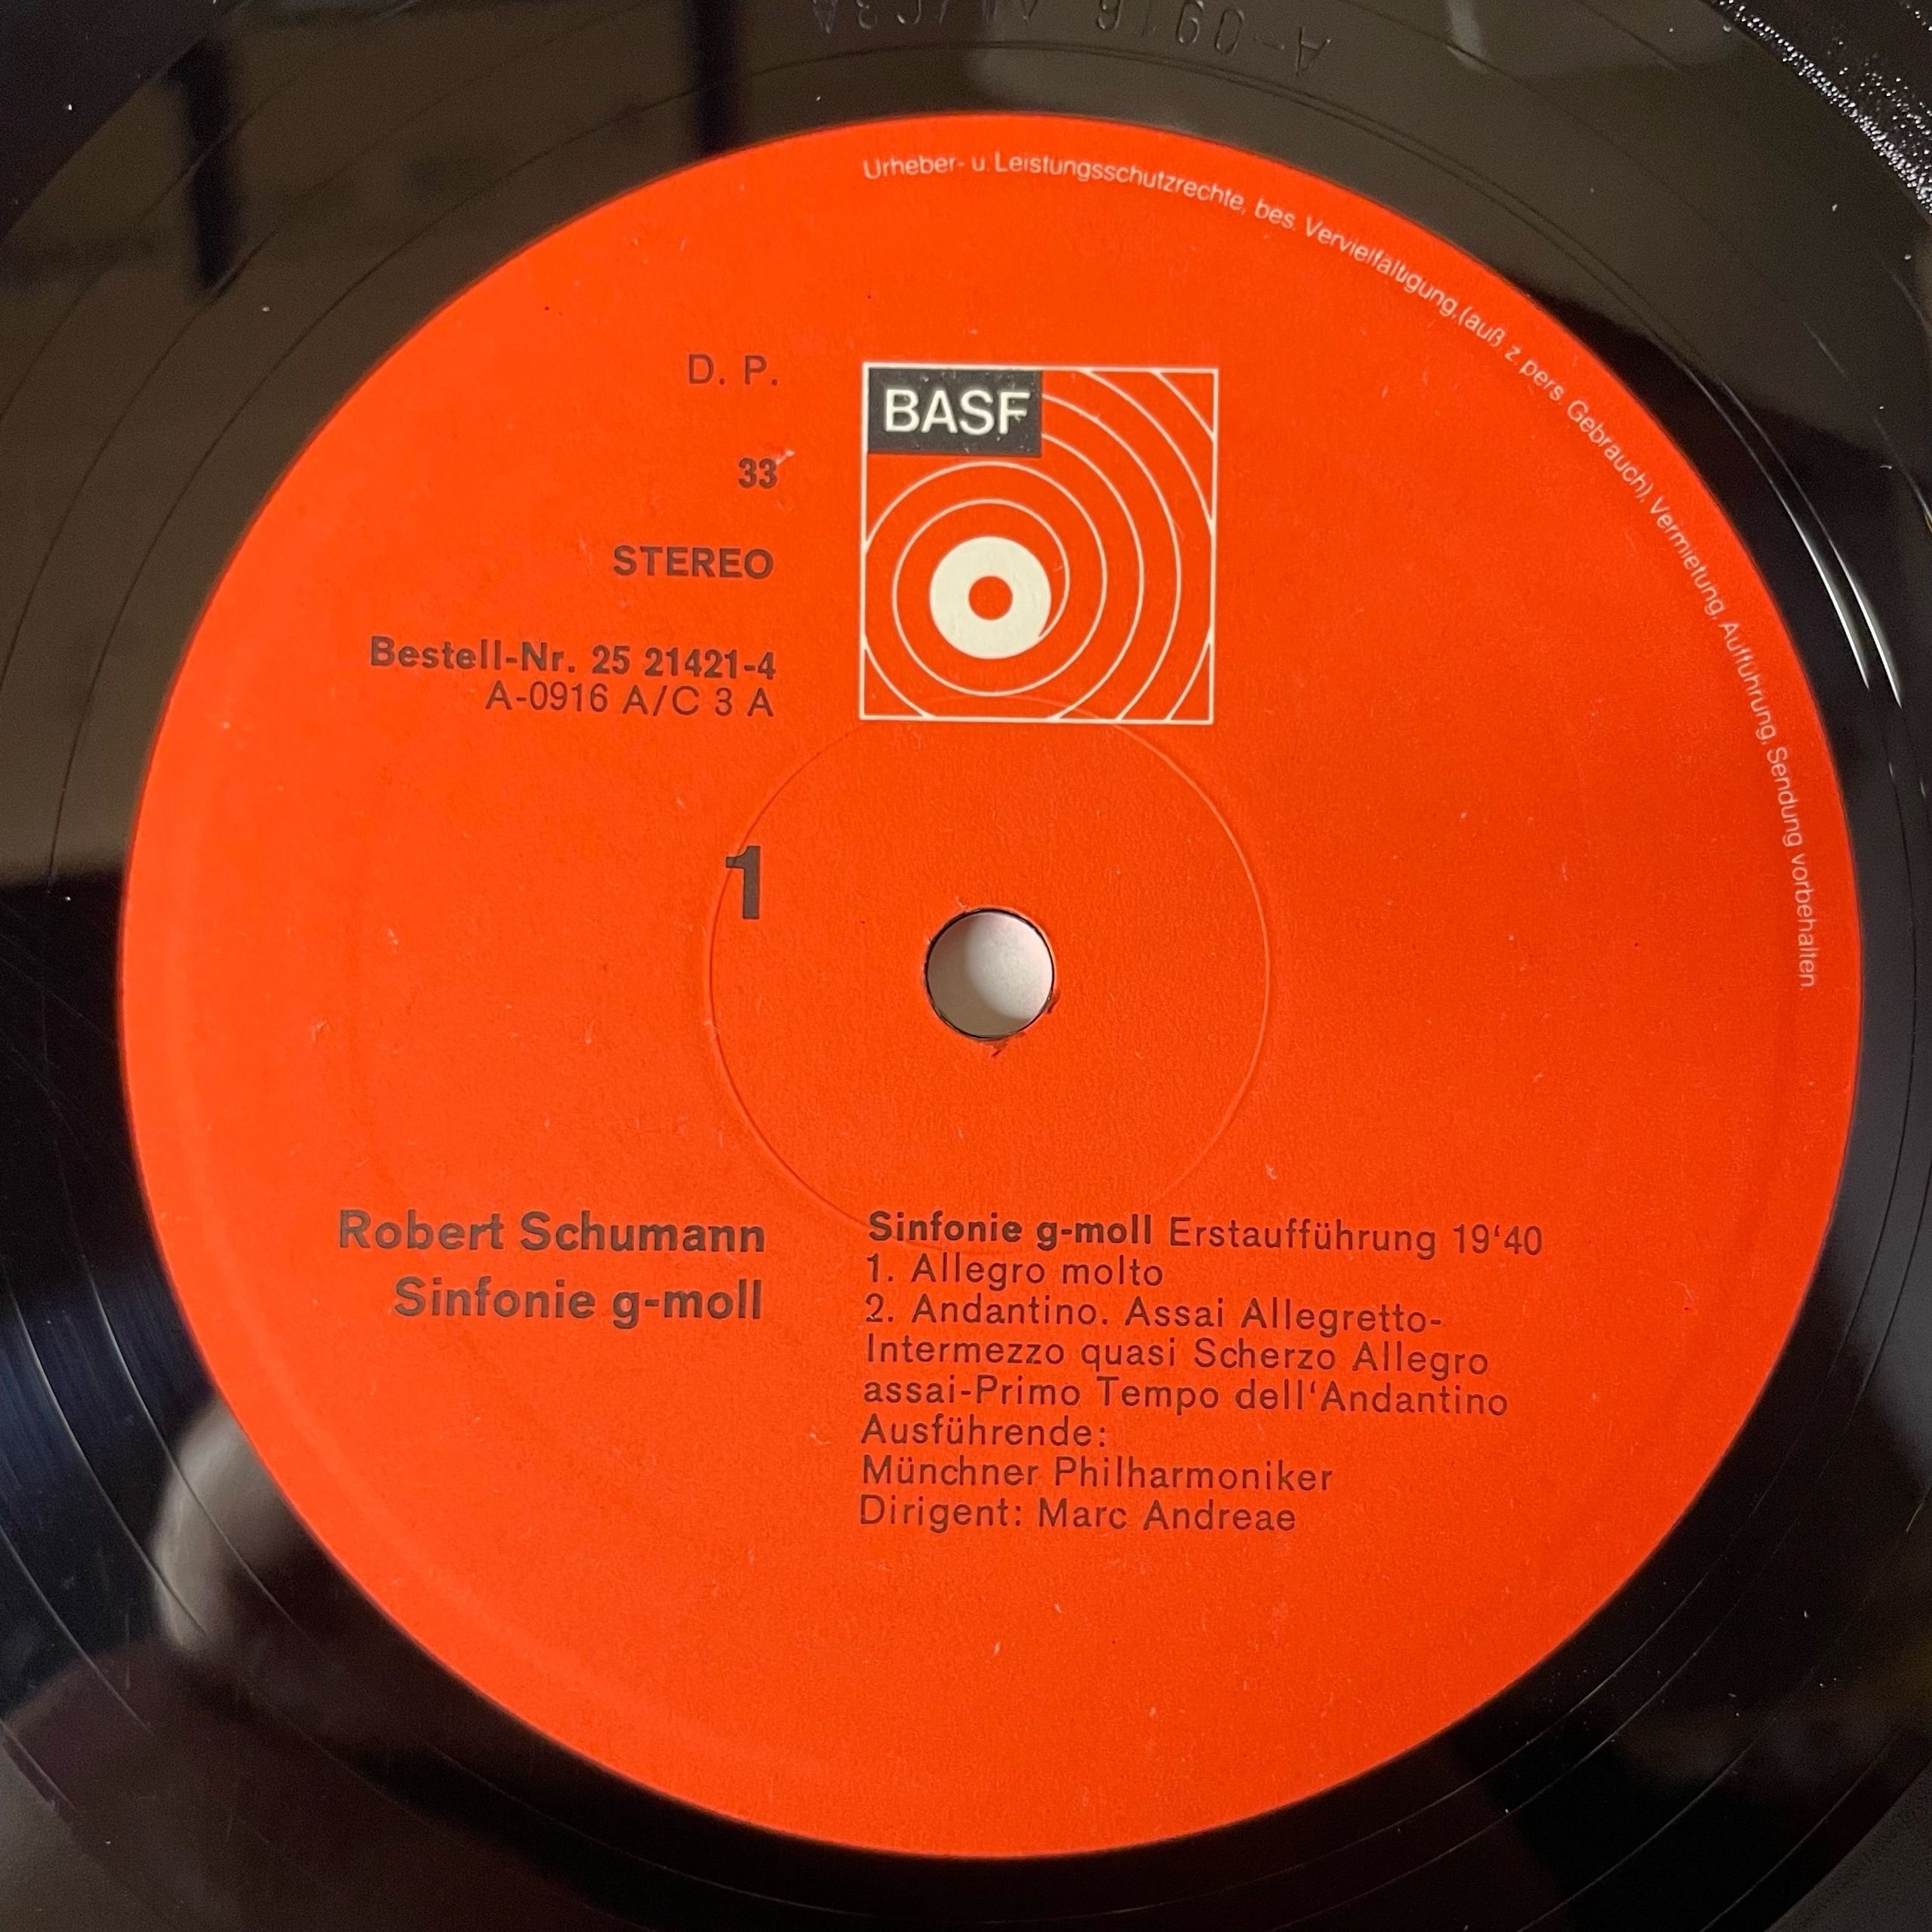 A-0916 A/C3A
Urheber- u. Leistungsschutzrechte, bes. Vervielfältigung, (auß. z. pers. Gebrauch), Vermietung, Aufführung, Sendung vorbehalten.
D. P.
BASF
33
STEREO
Bestell-Nr. 25 21421-4
A-0916 A/C 3 A
1
Robert Schumann
Sinfonie g-moll
Sinfonie g-moll Erstaufführung 19‘40
1. Allegro molto
2. Andantino. Assai Allegretto-
Intermezzo quasi Scherzo Allegro
assai-Primo Tempo dell‘Andantino
Ausführende:
Münchner Philharmoniker
Dirigent: Marc Andreae